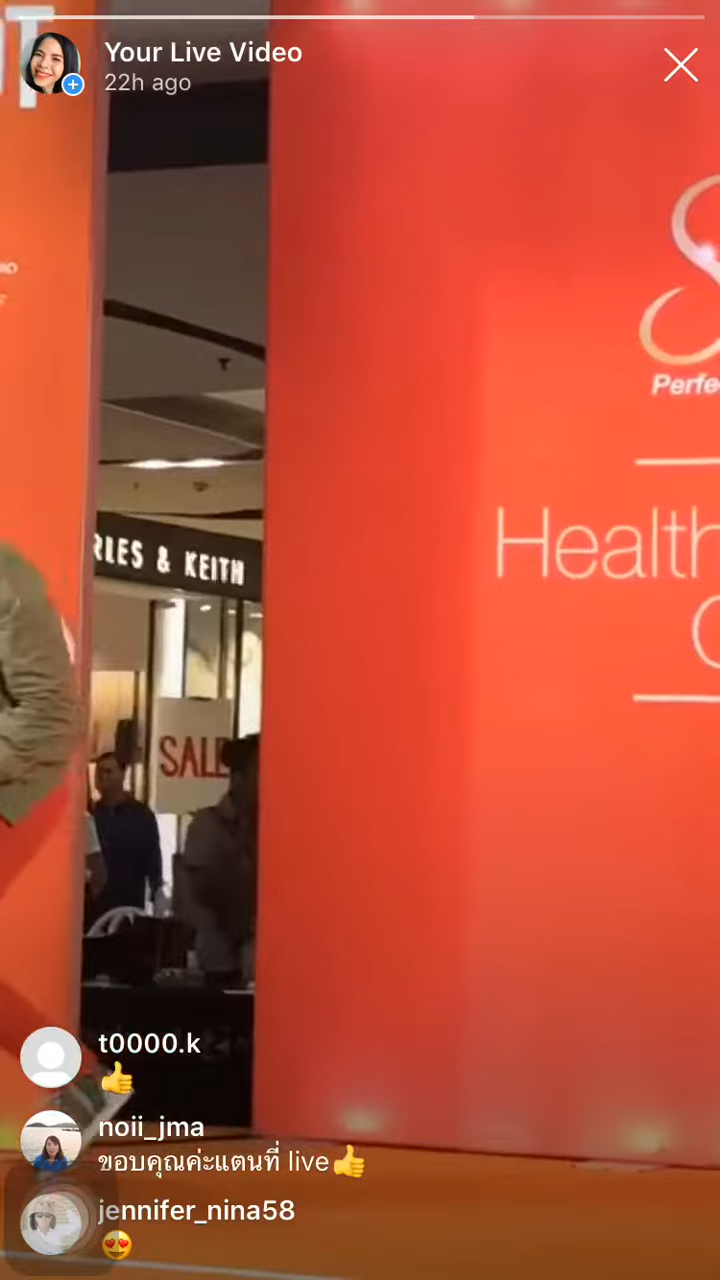 Your Live Video
22h ago
RLES & KEITH
Perfe
Health
SALE
t0000.k
👍
noii_jma
ขอบคุณค่ะแตนที่ live👍
jennifer_nina58
😍